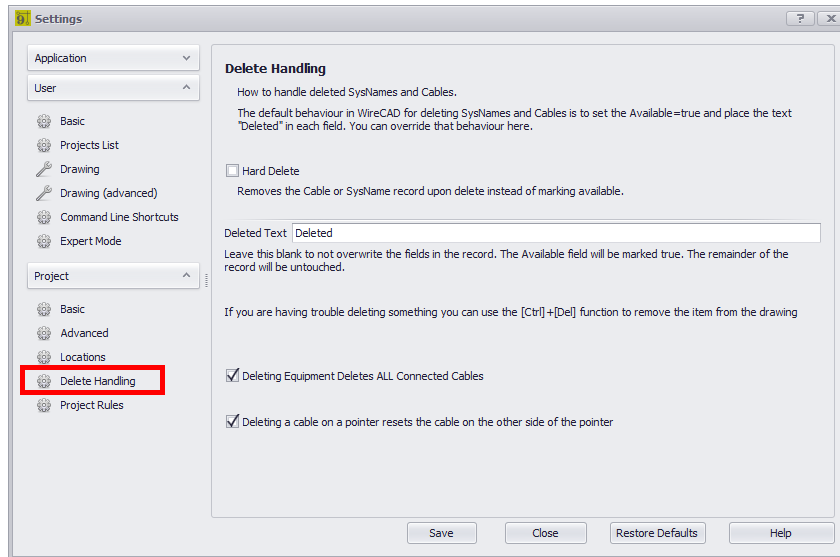 Settings
Application
User
Basic
Projects List
Drawing
Drawing (advanced)
Command Line Shortcuts
Expert Mode
Project
Basic
Advanced
Locations
Delete Handling
Project Rules
Delete Handling
How to handle deleted SysNames and Cables.
The default behaviour in WireCAD for deleting SysNames and Cables is to set the Available=true and place the text
"Deleted" in each field. You can override that behaviour here.
Hard Delete
Removes the Cable or SysName record upon delete instead of marking available.
Deleted Text Deleted
Leave this blank to not overwrite the fields in the record. The Available field will be marked true. The remainder of the
record will be untouched.
If you are having trouble deleting something you can use the [Ctrl]+[Del] function to remove the item from the drawing
Deleting Equipment Deletes ALL Connected Cables
Deleting a cable on a pointer resets the cable on the other side of the pointer
Save Close Restore Defaults Help